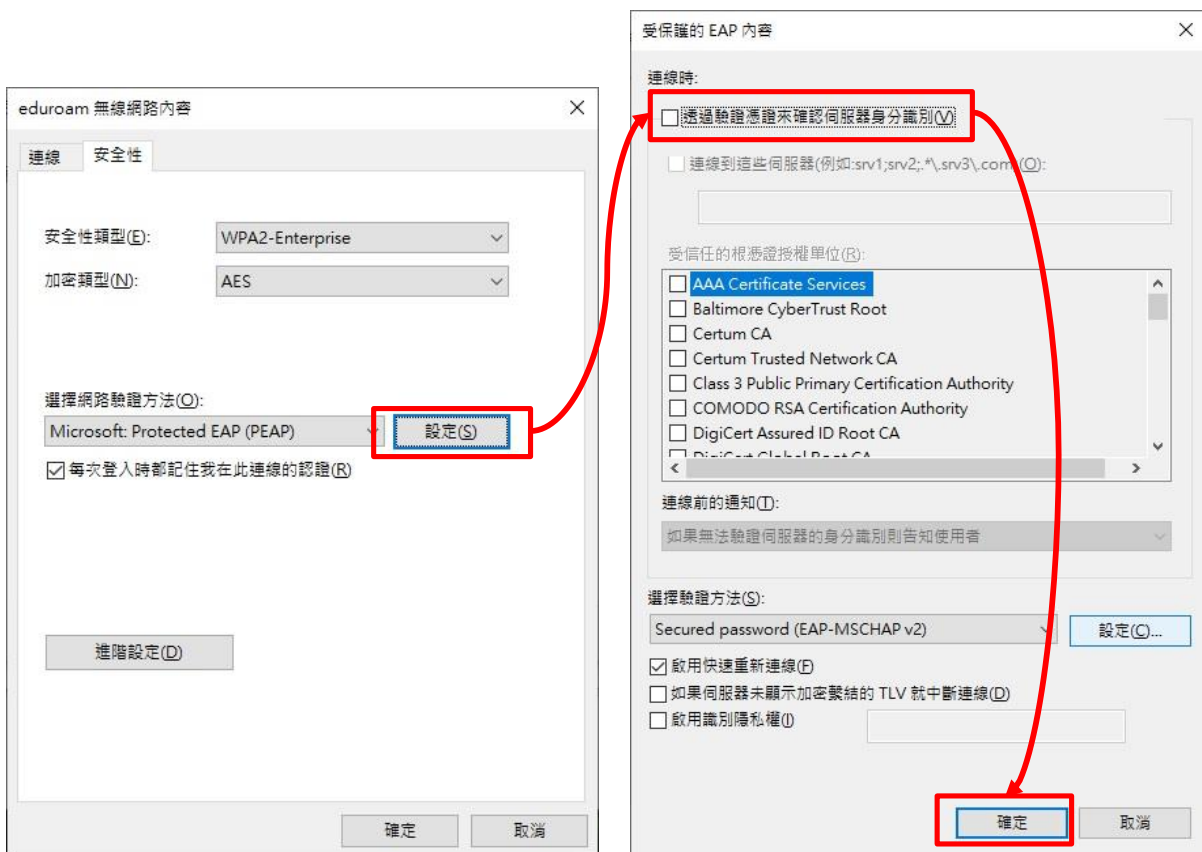 eduroam 無線網路內容
連線
安全性
安全性類型(E):
WPA2-Enterprise
加密類型(N):
AES
選擇網路驗證方法(O):
Microsoft: Protected EAP (PEAP)
設定(S)
每次登入時都記住我在此連線的認證(R)
進階設定(D)
確定
取消
受保護的 EAP 內容
連線時:
透過驗證憑證來確認伺服器身分識別(V)
連線到這些伺服器(例如:srv1;srv2;.*\.srv3\.com)(O):
受信任的根憑證授權單位(R):
AAA Certificate Services
Baltimore CyberTrust Root
Certum CA
Certum Trusted Network CA
Class 3 Public Primary Certification Authority
COMODO RSA Certification Authority
DigiCert Assured ID Root CA
DigiCert Global Root CA
連線前的通知(T):
如果無法驗證伺服器的身分識別則告知使用者
選擇驗證方法(S):
Secured password (EAP-MSCHAP v2)
設定(C)...
啟用快速重新連線(F)
如果伺服器未顯示加密繫結的 TLV 就中斷連線(D)
啟用識別隱私權(I)
確定
取消